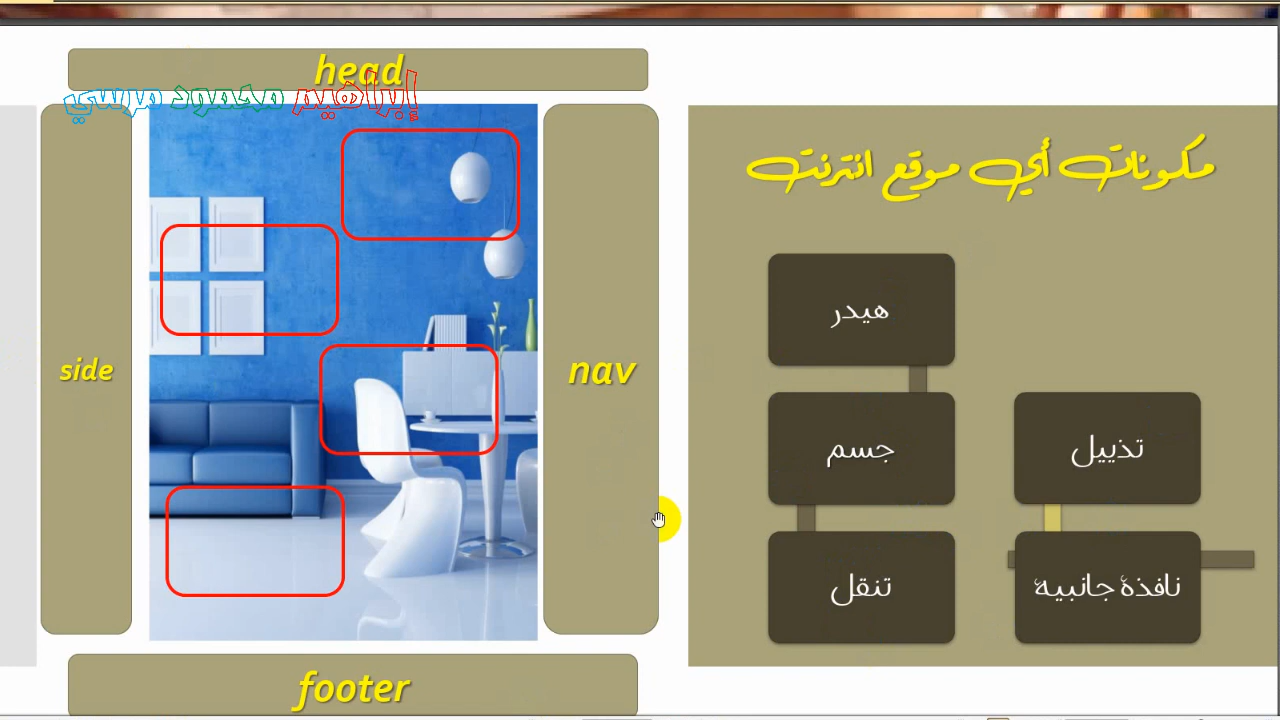 head
إبراهيم محمود مرسي
side
nav
footer
مكونات أي موقع انترنت
هيدر
جسم
تذييل
تنقل
نافذة جانبية